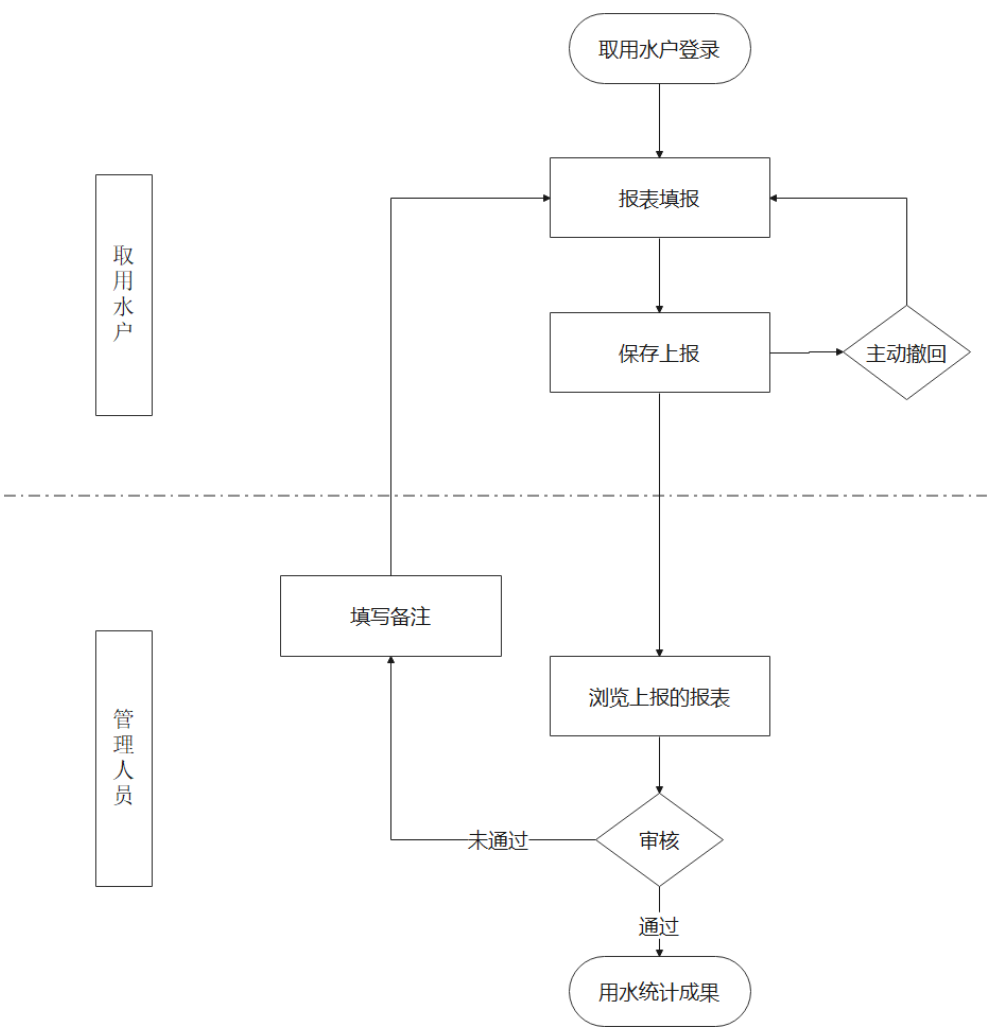 取用水户登录
报表填报
取用水户
保存上报
主动撤回
填写备注
浏览上报的报表
管理人员
未通过
审核
通过
用水统计成果